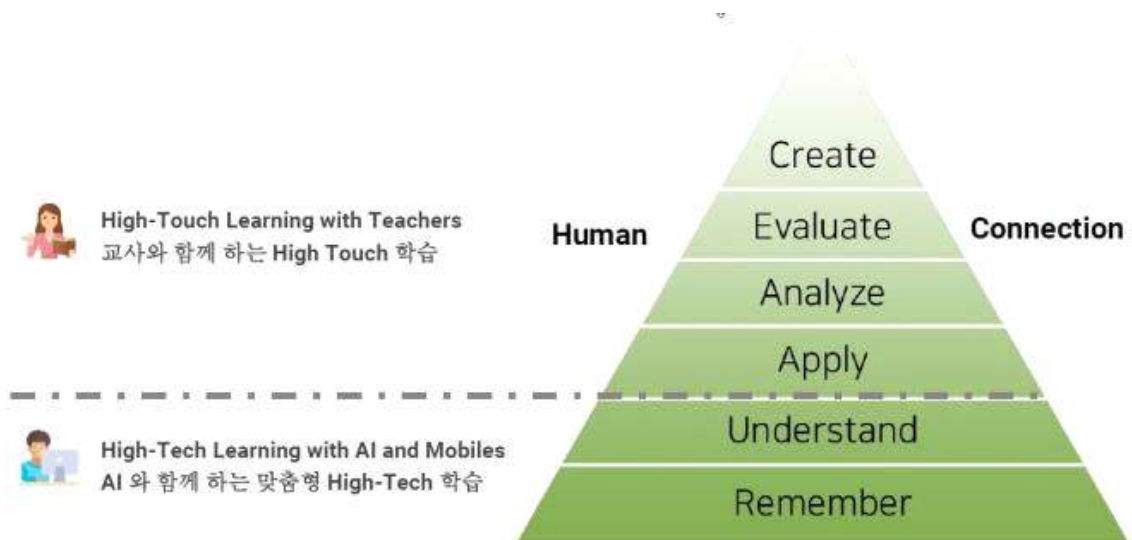 Create
High-Touch Learning with Teachers
교사와 함께 하는 High Touch 학습
Human
Evaluate
Connection
Analyze
Apply
High-Tech Learning with AI and Mobiles
AI 와 함께 하는 맞춤형 High-Tech 학습
Understand
Remember